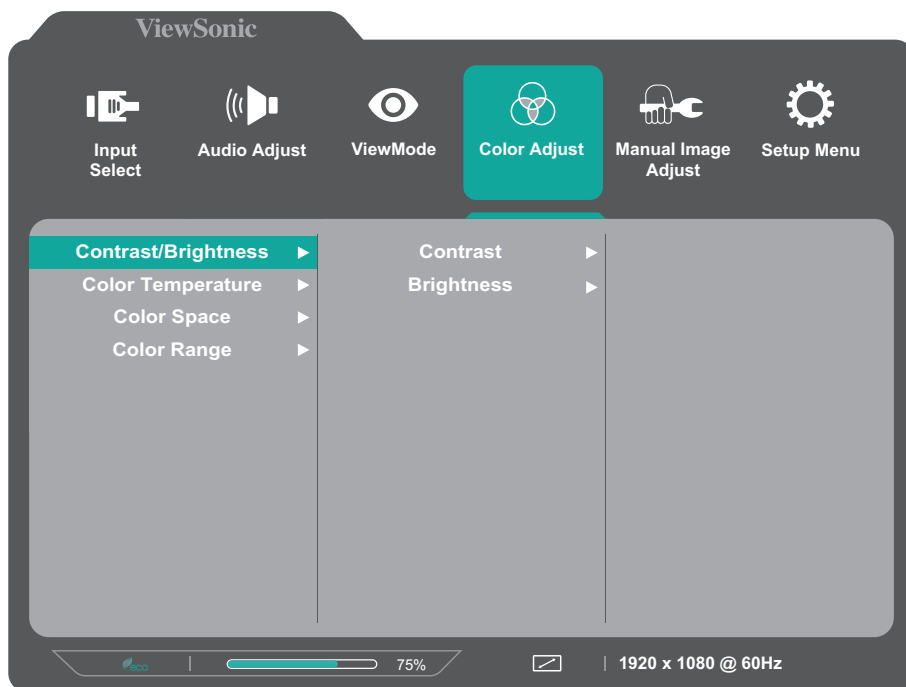 ViewSonic
Input Select
Audio Adjust
ViewMode
Color Adjust
Manual Image Adjust
Setup Menu
Contrast/Brightness
Contrast
Color Temperature
Brightness
Color Space
Color Range
eco
75%
1920 x 1080 @ 60Hz